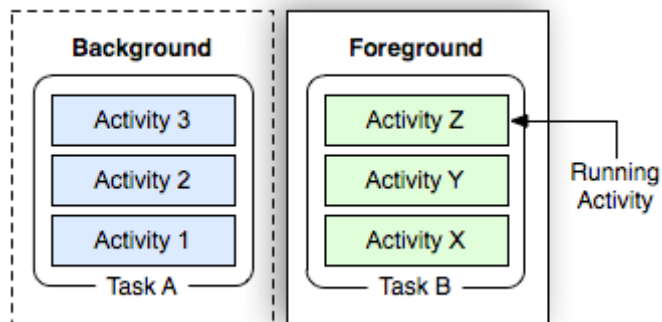 Background
Activity 3
Activity 2
Activity 1
Task A
Foreground
Activity Z
Activity Y
Activity X
Task B
Running
Activity